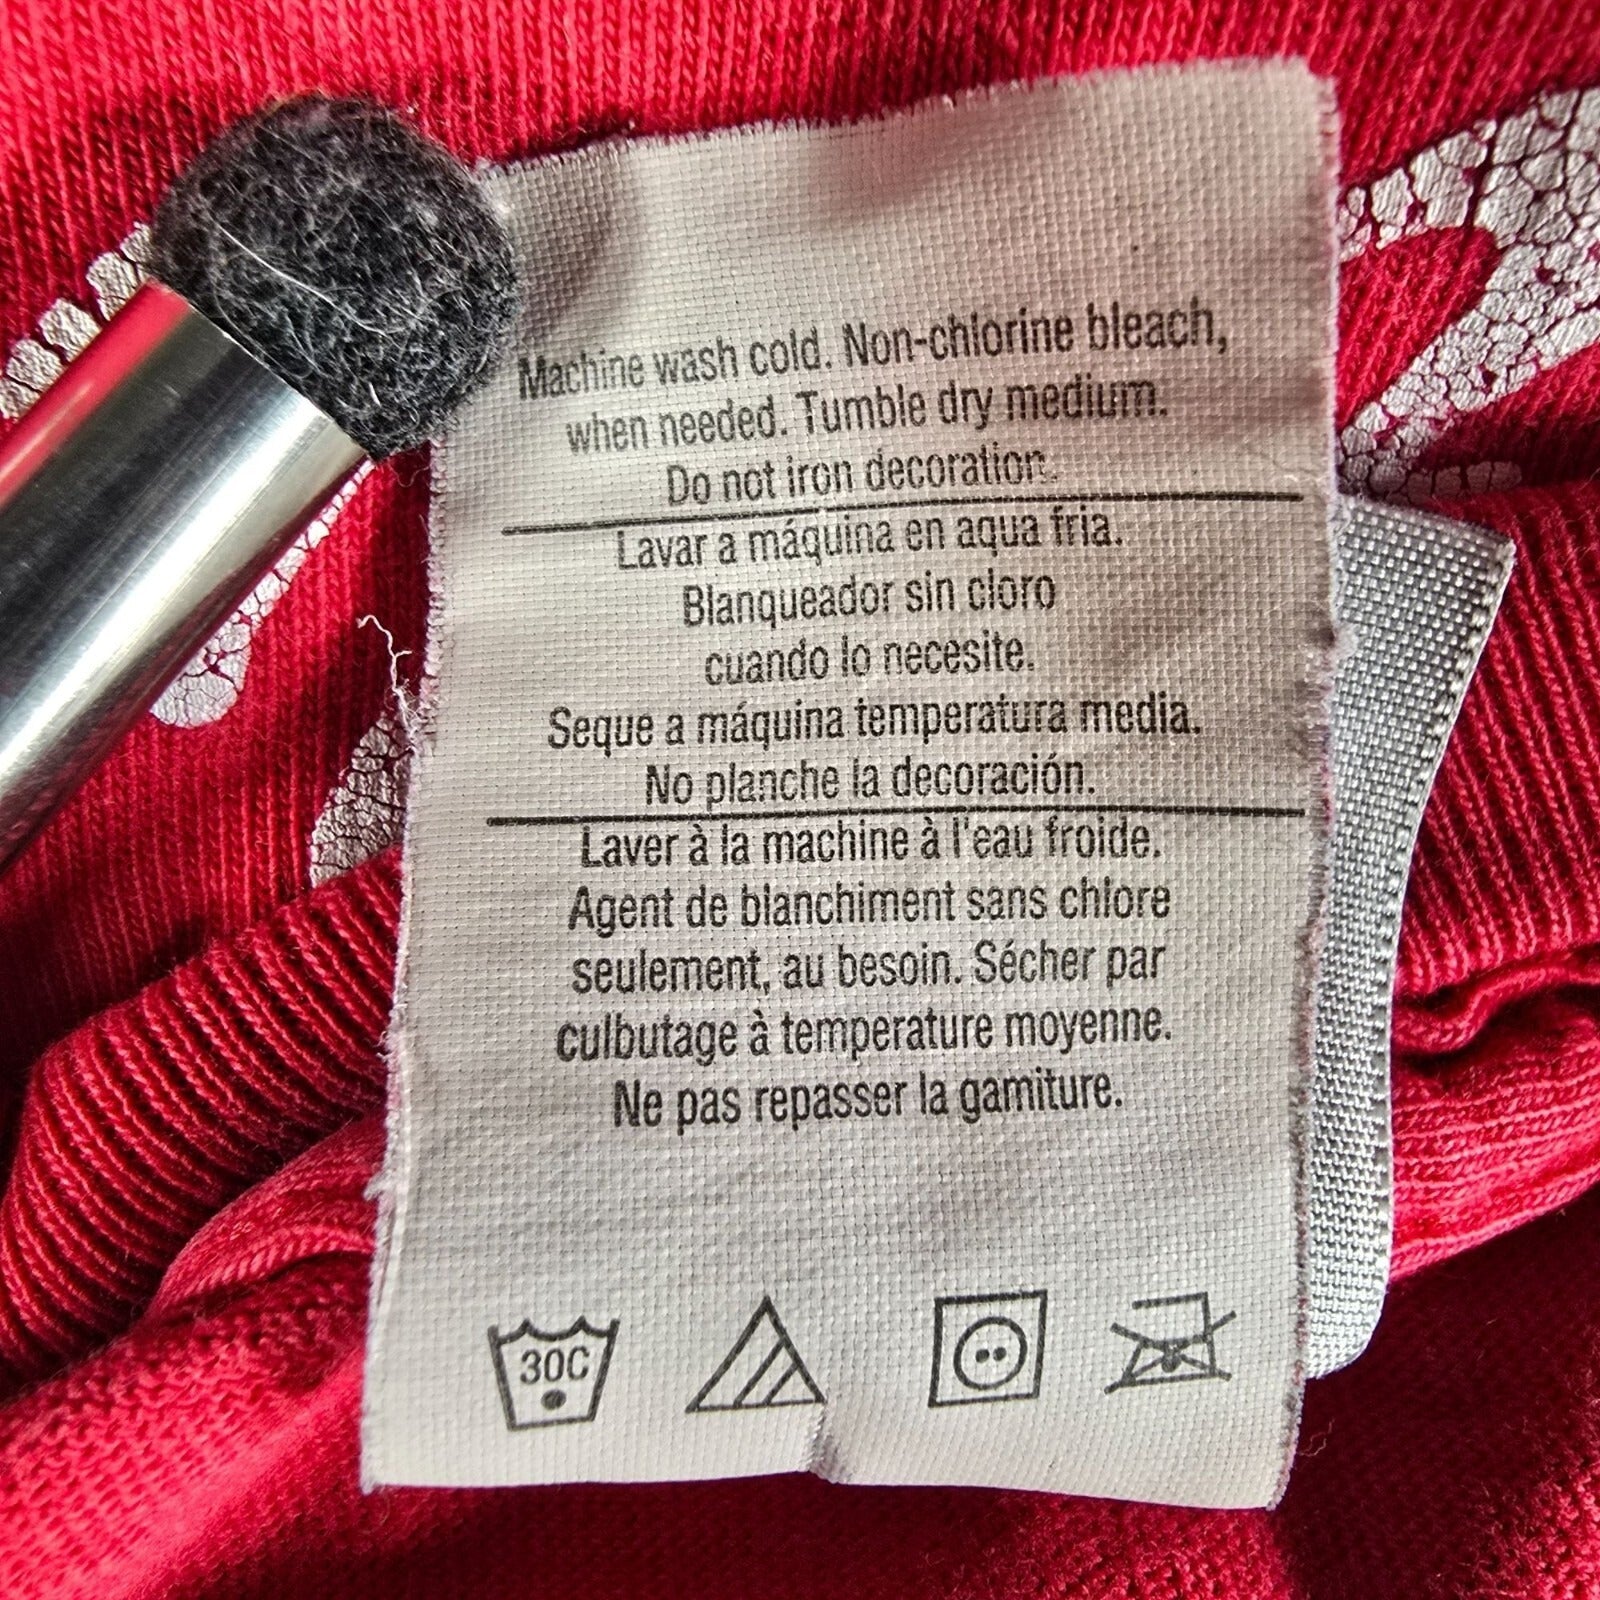 Machine wash cold. Non-chlorine bleach,
when needed. Tumble dry medium.
Do not iron decoration.
Lavar a máquina en aqua fria.
Blanqueador sin cloro
cuando lo necesite.
Seque a máquina temperatura media.
No planche la decoración.
Laver à la machine à l'eau froide.
Agent de blanchiment sans chlore
seulement, au besoin. Sécher par
culbutage à temperature moyenne.
Ne pas repasser la garniture.
30C